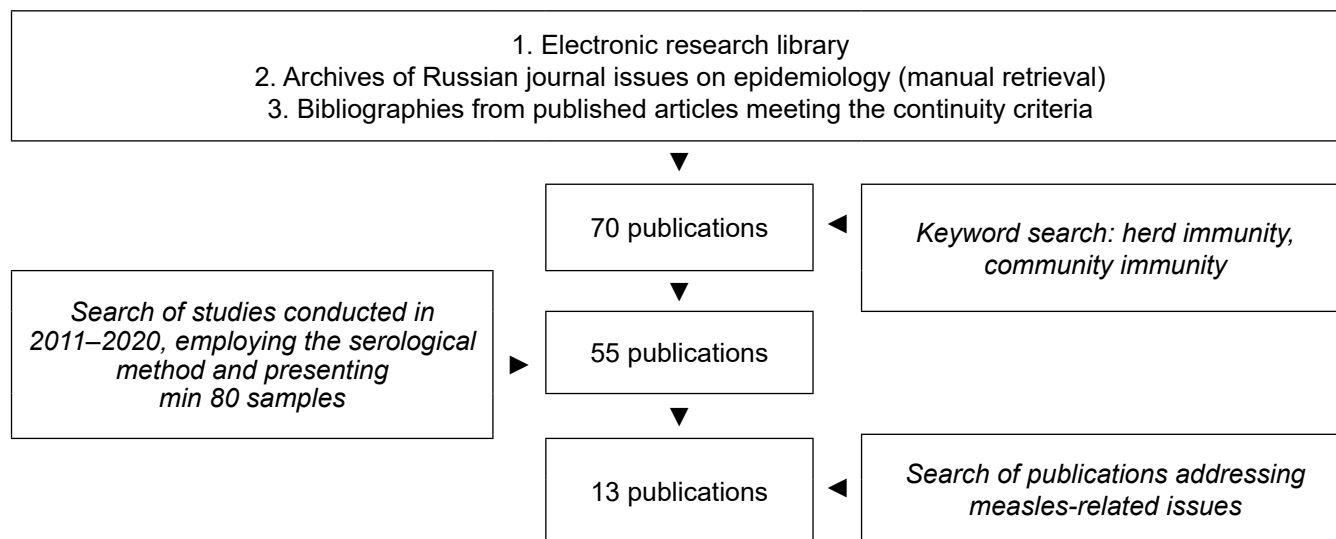 1. Electronic research library
2. Archives of Russian journal issues on epidemiology (manual retrieval)
3. Bibliographies from published articles meeting the continuity criteria
70 publications
Keyword search: herd immunity,
community immunity
Search of studies conducted in
2011–2020, employing the serological
method and presenting
min 80 samples
55 publications
13 publications
Search of publications addressing
measles-related issues